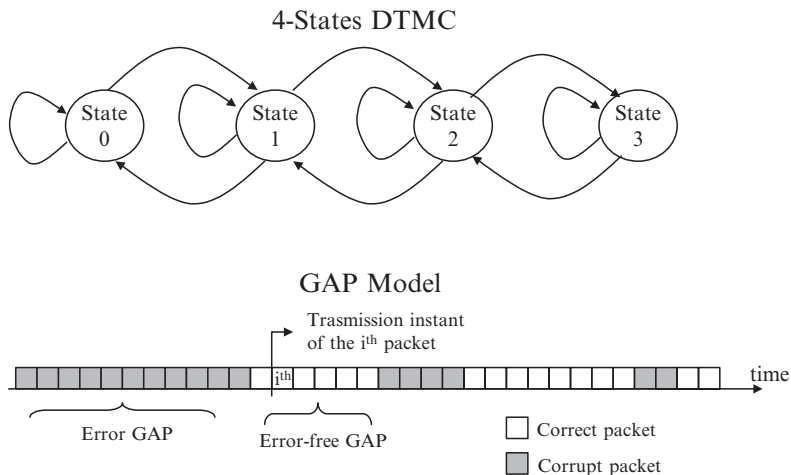 4-States DTMC
State
0
State
1
State
2
State
3
GAP Model
Trasmission instant
of the ith packet
ith
time
Error GAP
Error-free GAP
Correct packet
Corrupt packet